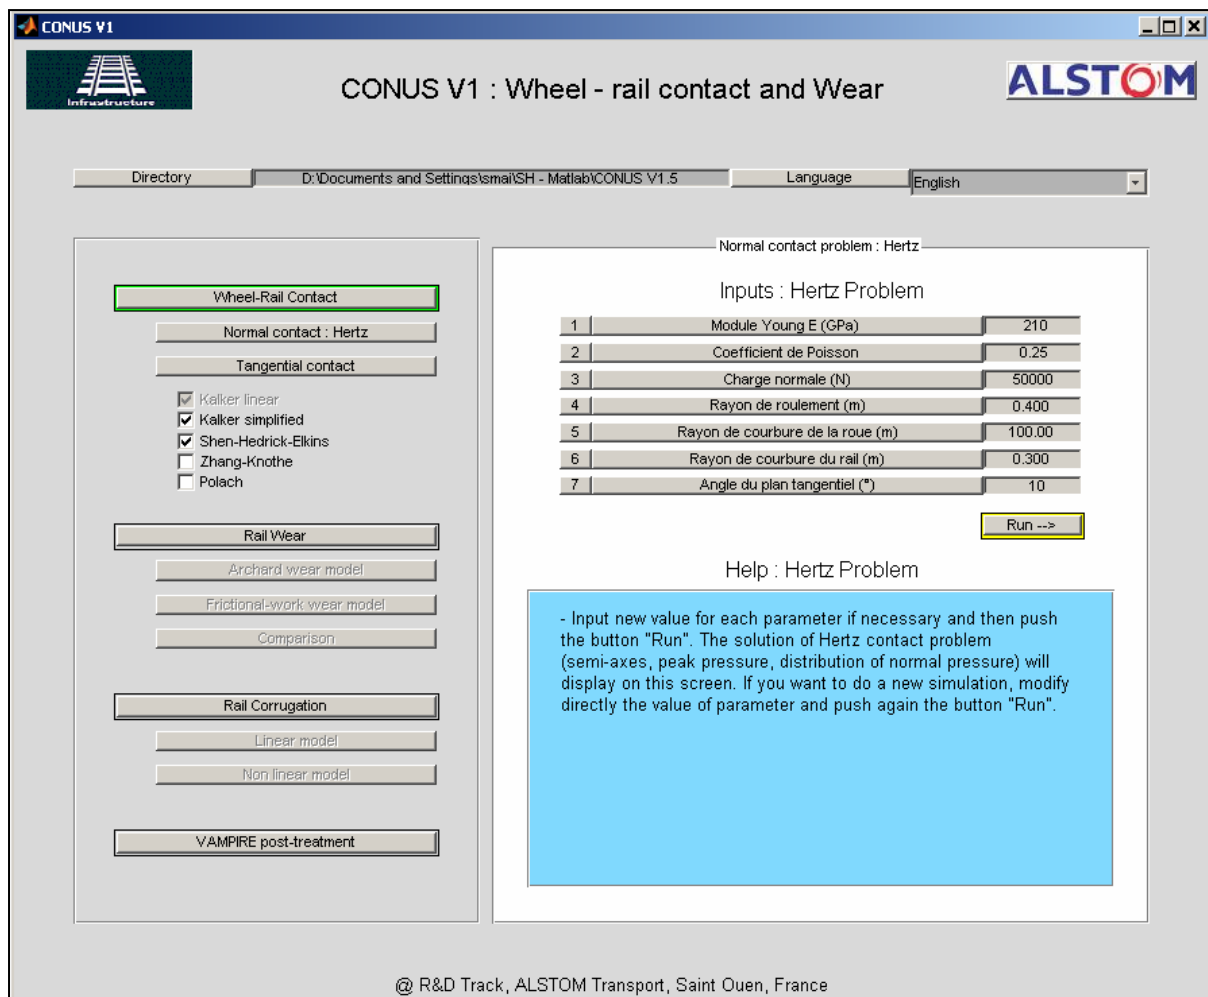 CONUS V1
Infrastructure
CONUS V1 : Wheel - rail contact and Wear
ALSTOM
Directory
D:\Documents and Settings\smai\SH - Matlab\CONUS V1.5
Language
English
Wheel-Rail Contact
Normal contact : Hertz
Tangential contact
Kalker linear
Kalker simplified
Shen-Hedrick-Elkins
Zhang-Knothe
Polach
Rail Wear
Archard wear model
Frictional-work wear model
Comparison
Rail Corrugation
Linear model
Non linear model
VAMPIRE post-treatment
Normal contact problem : Hertz
Inputs : Hertz Problem
1 Module Young E (GPa) 210
2 Coefficient de Poisson 0.25
3 Charge normale (N) 50000
4 Rayon de roulement (m) 0.400
5 Rayon de courbure de la roue (m) 100.00
6 Rayon de courbure du rail (m) 0.300
7 Angle du plan tangentiel (°) 10
Run -->
Help : Hertz Problem
- Input new value for each parameter if necessary and then push
the button "Run". The solution of Hertz contact problem
(semi-axes, peak pressure, distribution of normal pressure) will
display on this screen. If you want to do a new simulation, modify
directly the value of parameter and push again the button "Run".
@ R&D Track, ALSTOM Transport, Saint Ouen, France